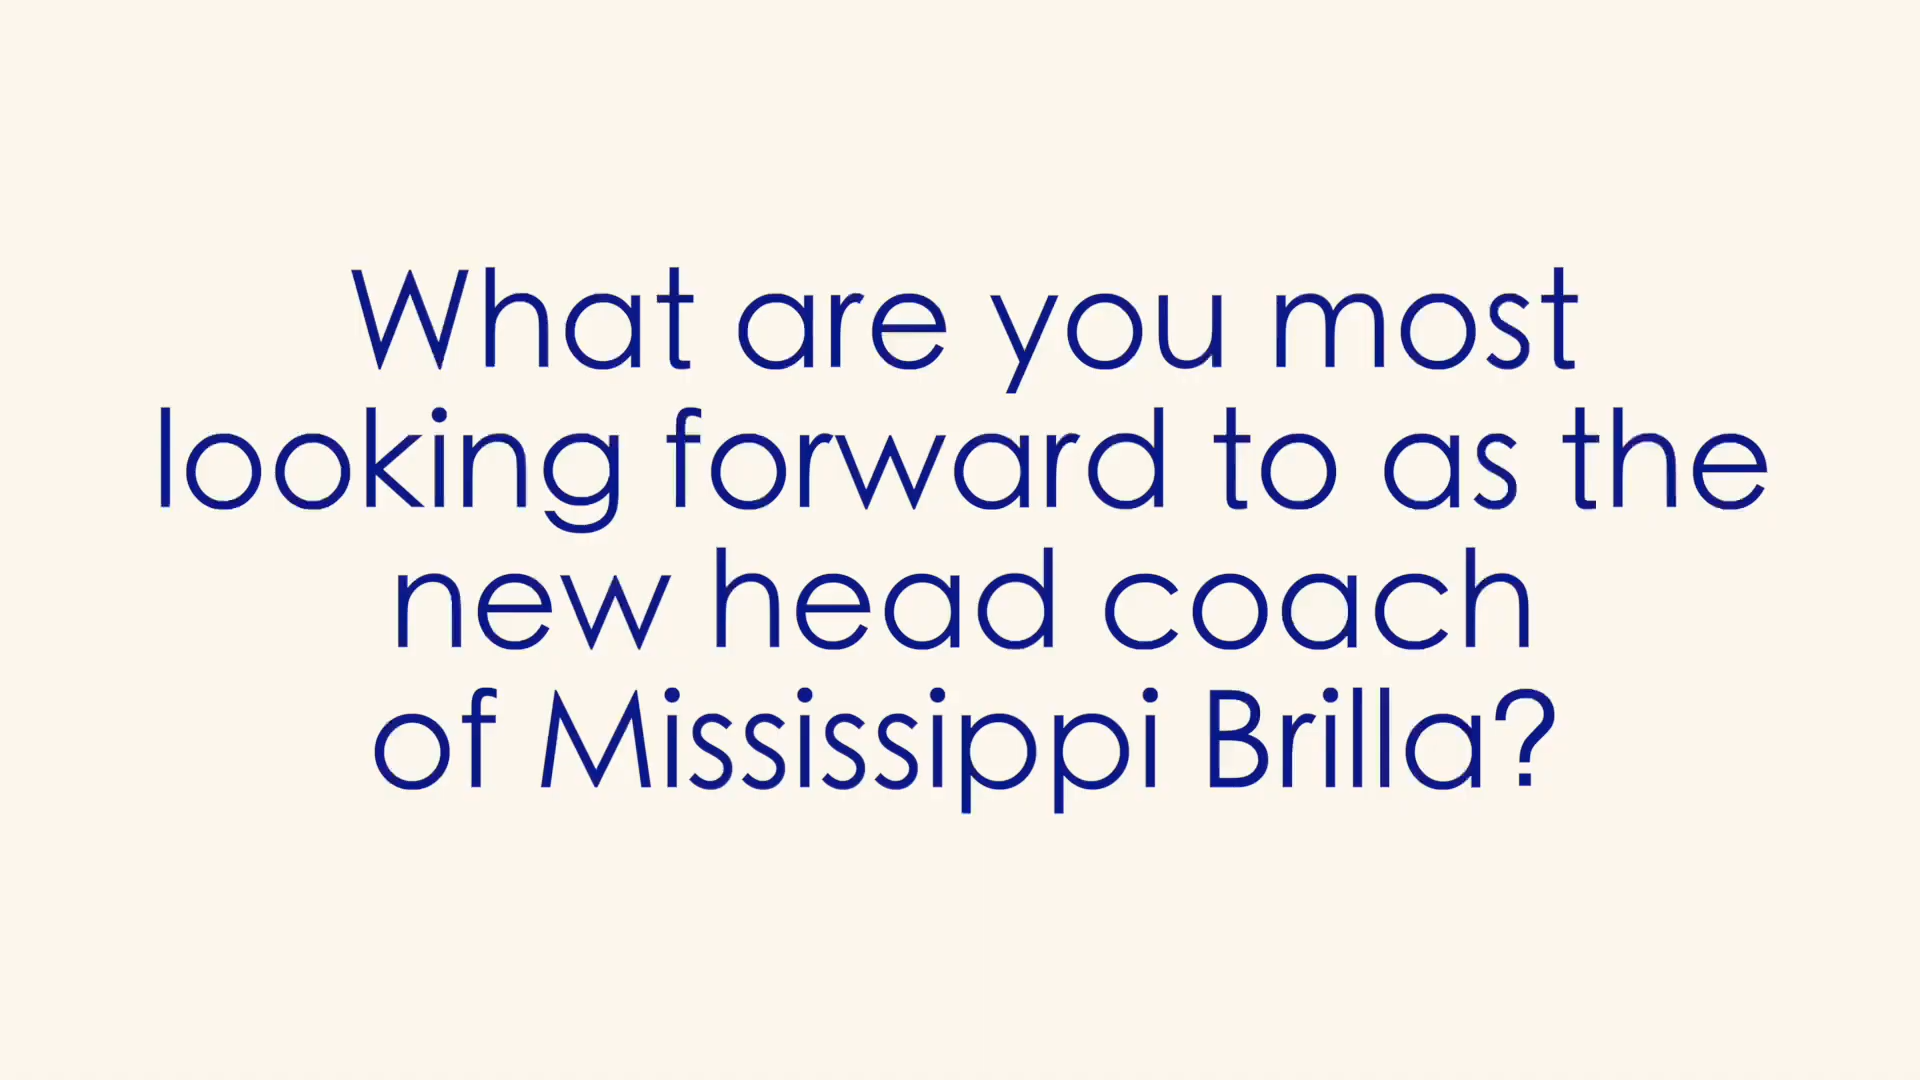 What are you most
looking forward to as the
new head coach
of Mississippi Brilla?